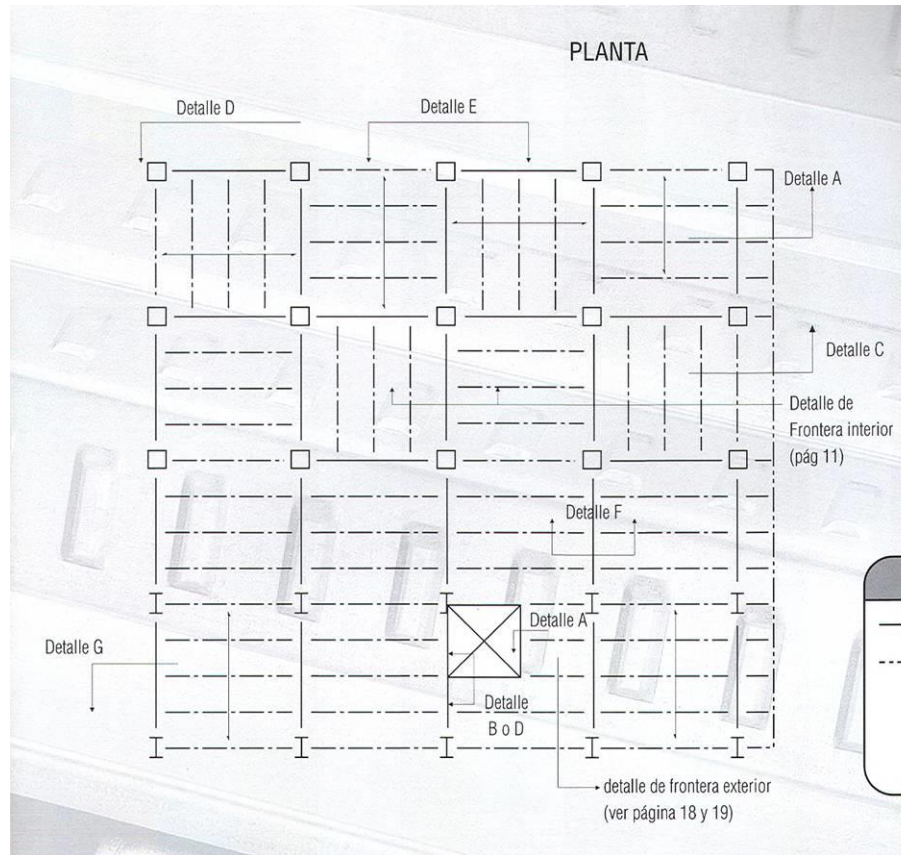 PLANTA
Detalle D
Detalle E
Detalle A
Detalle C
Detalle de
Frontera interior
(pág 11)
Detalle F
Detalle A
Detalle G
Detalle
B o D
detalle de frontera exterior
(ver página 18 y 19)